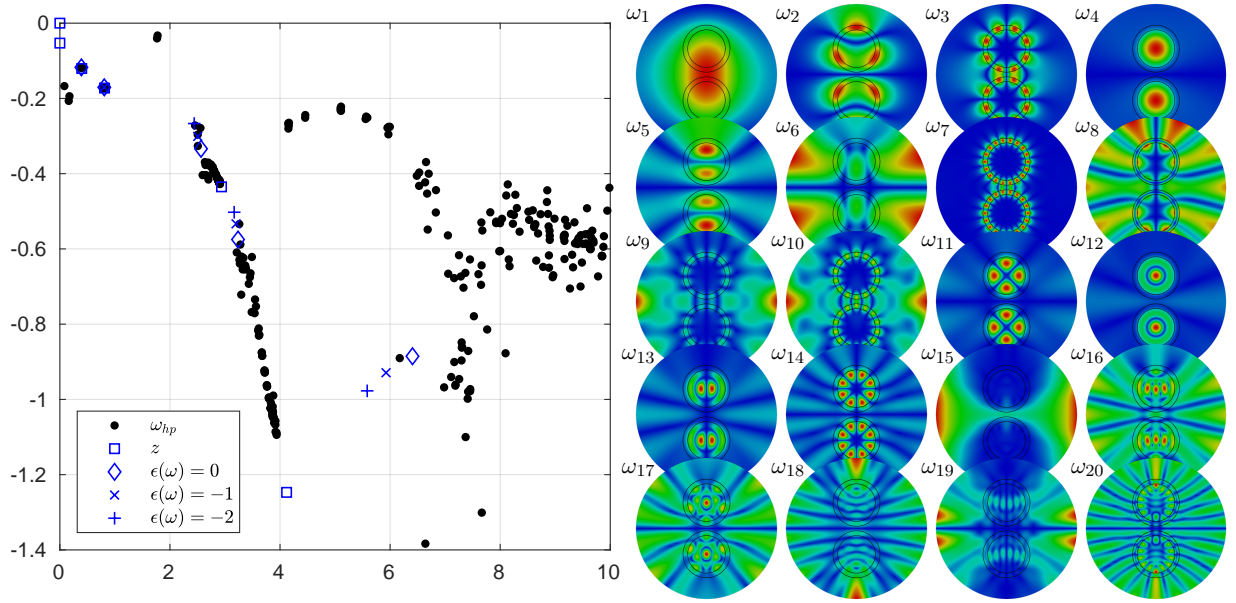 0
-0.2
-0.4
-0.6
-0.8
-1
-1.2
-1.4
0 2 4 6 8 10
ω_{hp}
z
ϵ(ω) = 0
ϵ(ω) = −1
ϵ(ω) = −2
ω1 ω2 ω3 ω4
ω5 ω6 ω7 ω8
ω9 ω10 ω11 ω12
ω13 ω14 ω15 ω16
ω17 ω18 ω19 ω20